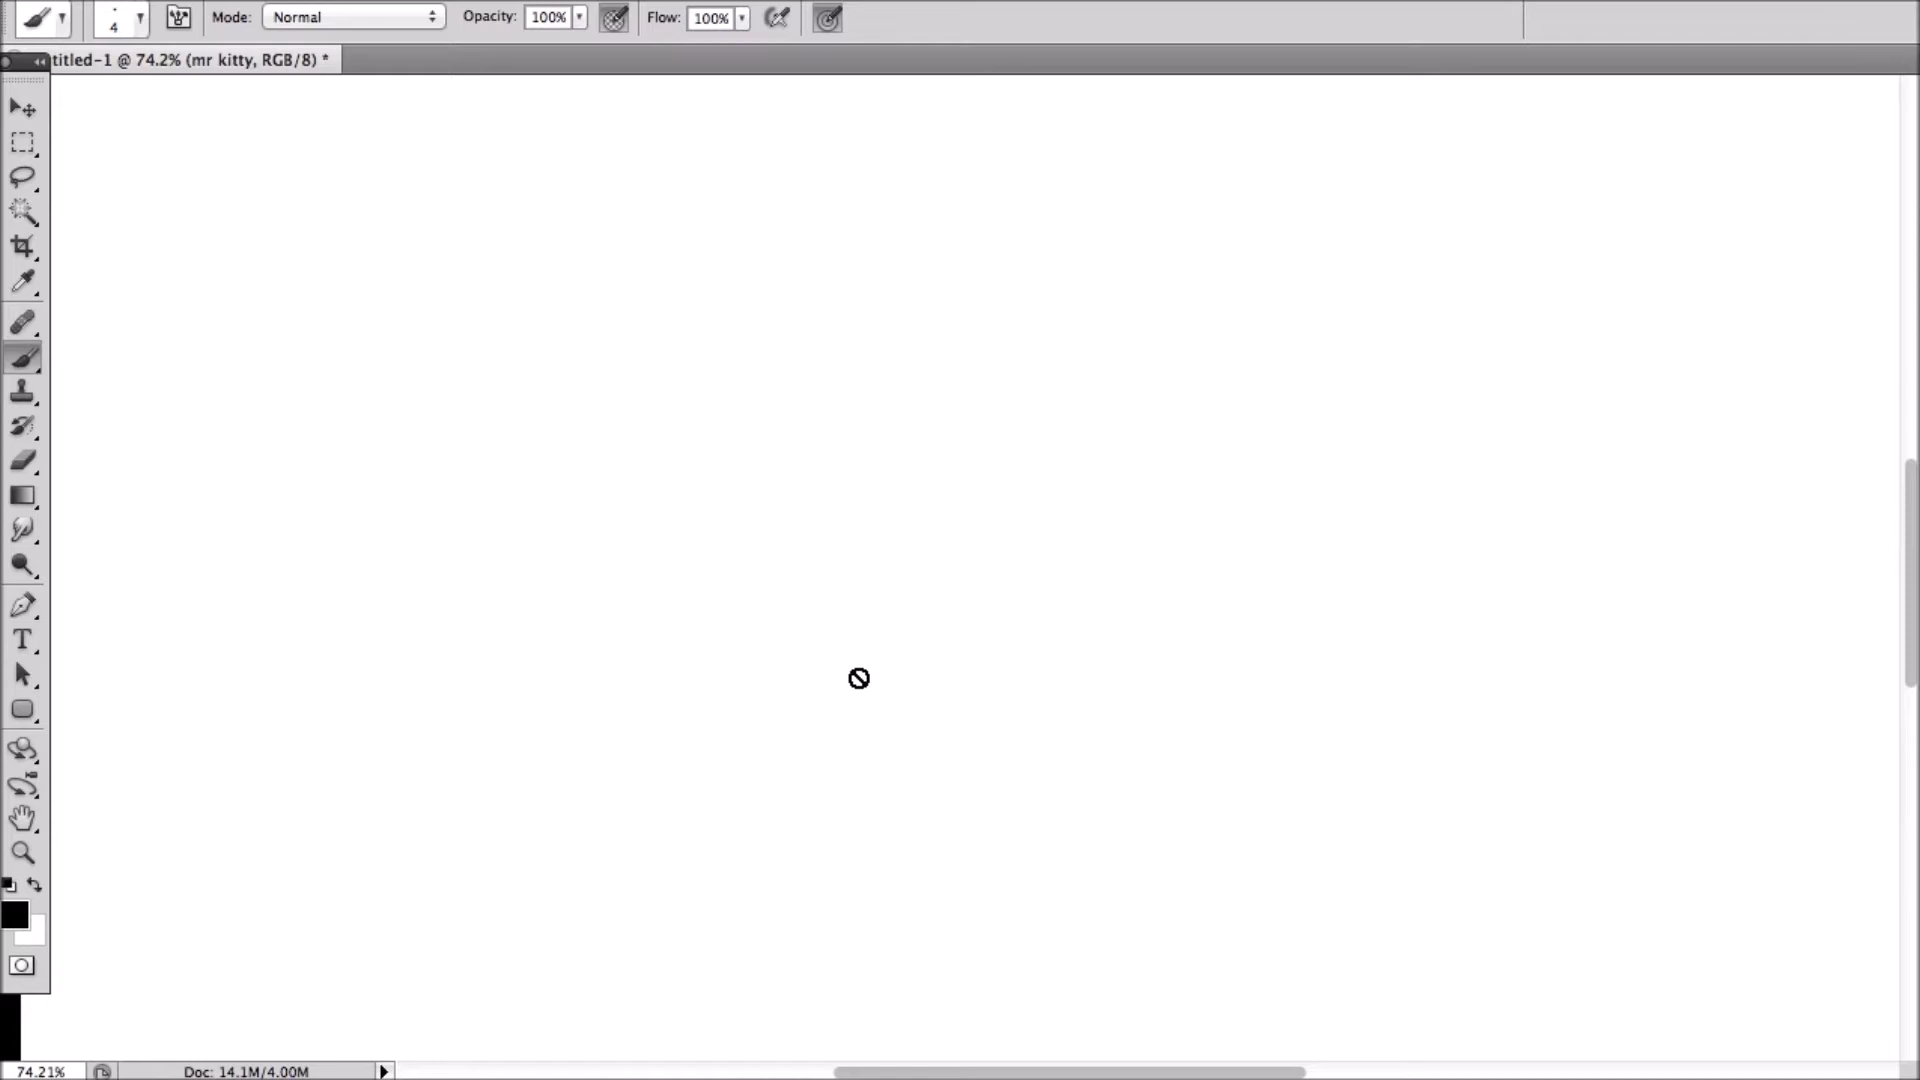 4 Mode: Normal Opacity: 100% Flow: 100%
titled-1 @ 74.2% (mr kitty, RGB/8) *
T
74.21% Doc: 14.1M/4.00M